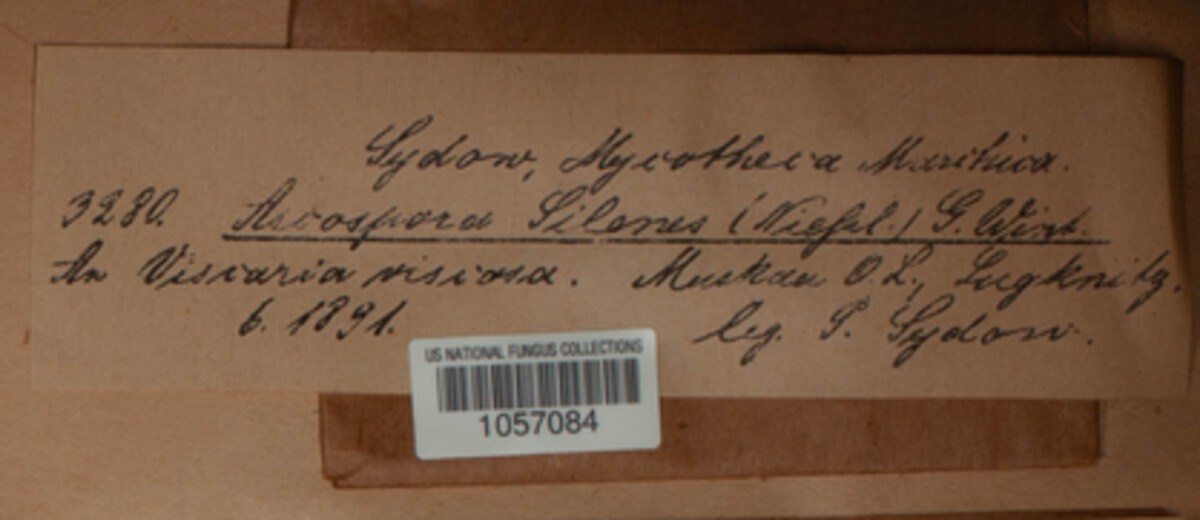 Sydow, Mycotheca Marchica.
3280. Ascospora Silenes (Niessl.) G. Wint.
An Viscaria viscosa. Muskau O.L., Lugknitz.
6. 1891. leg. P. Sydow.
US NATIONAL FUNGUS COLLECTIONS
1057084